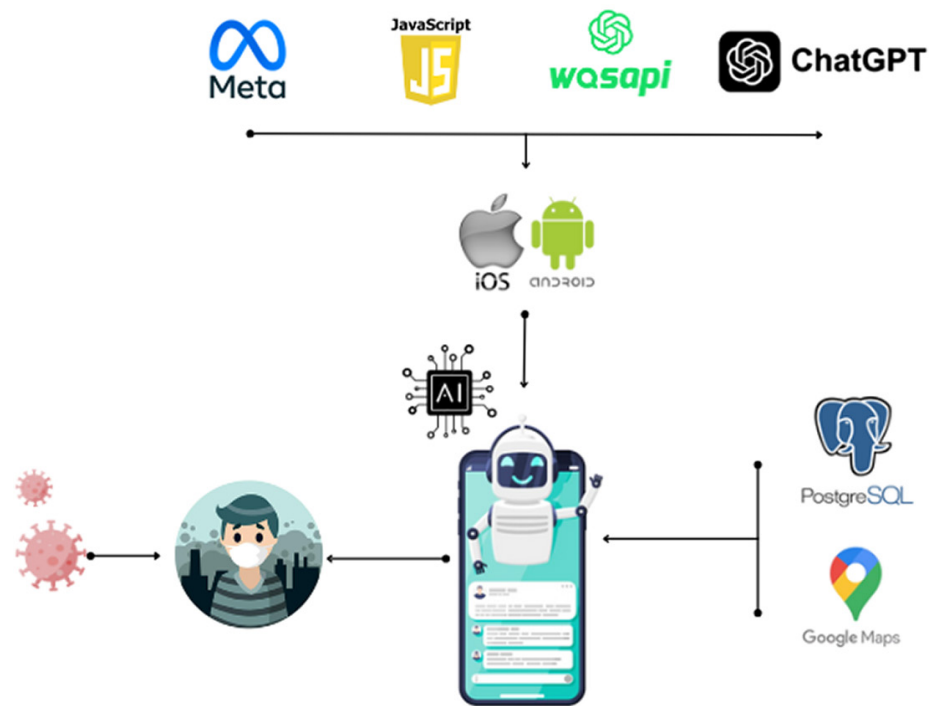 Meta
JavaScript
JS
wasapi
ChatGPT
iOS
ANDROID
AI
PostgreSQL
Google Maps